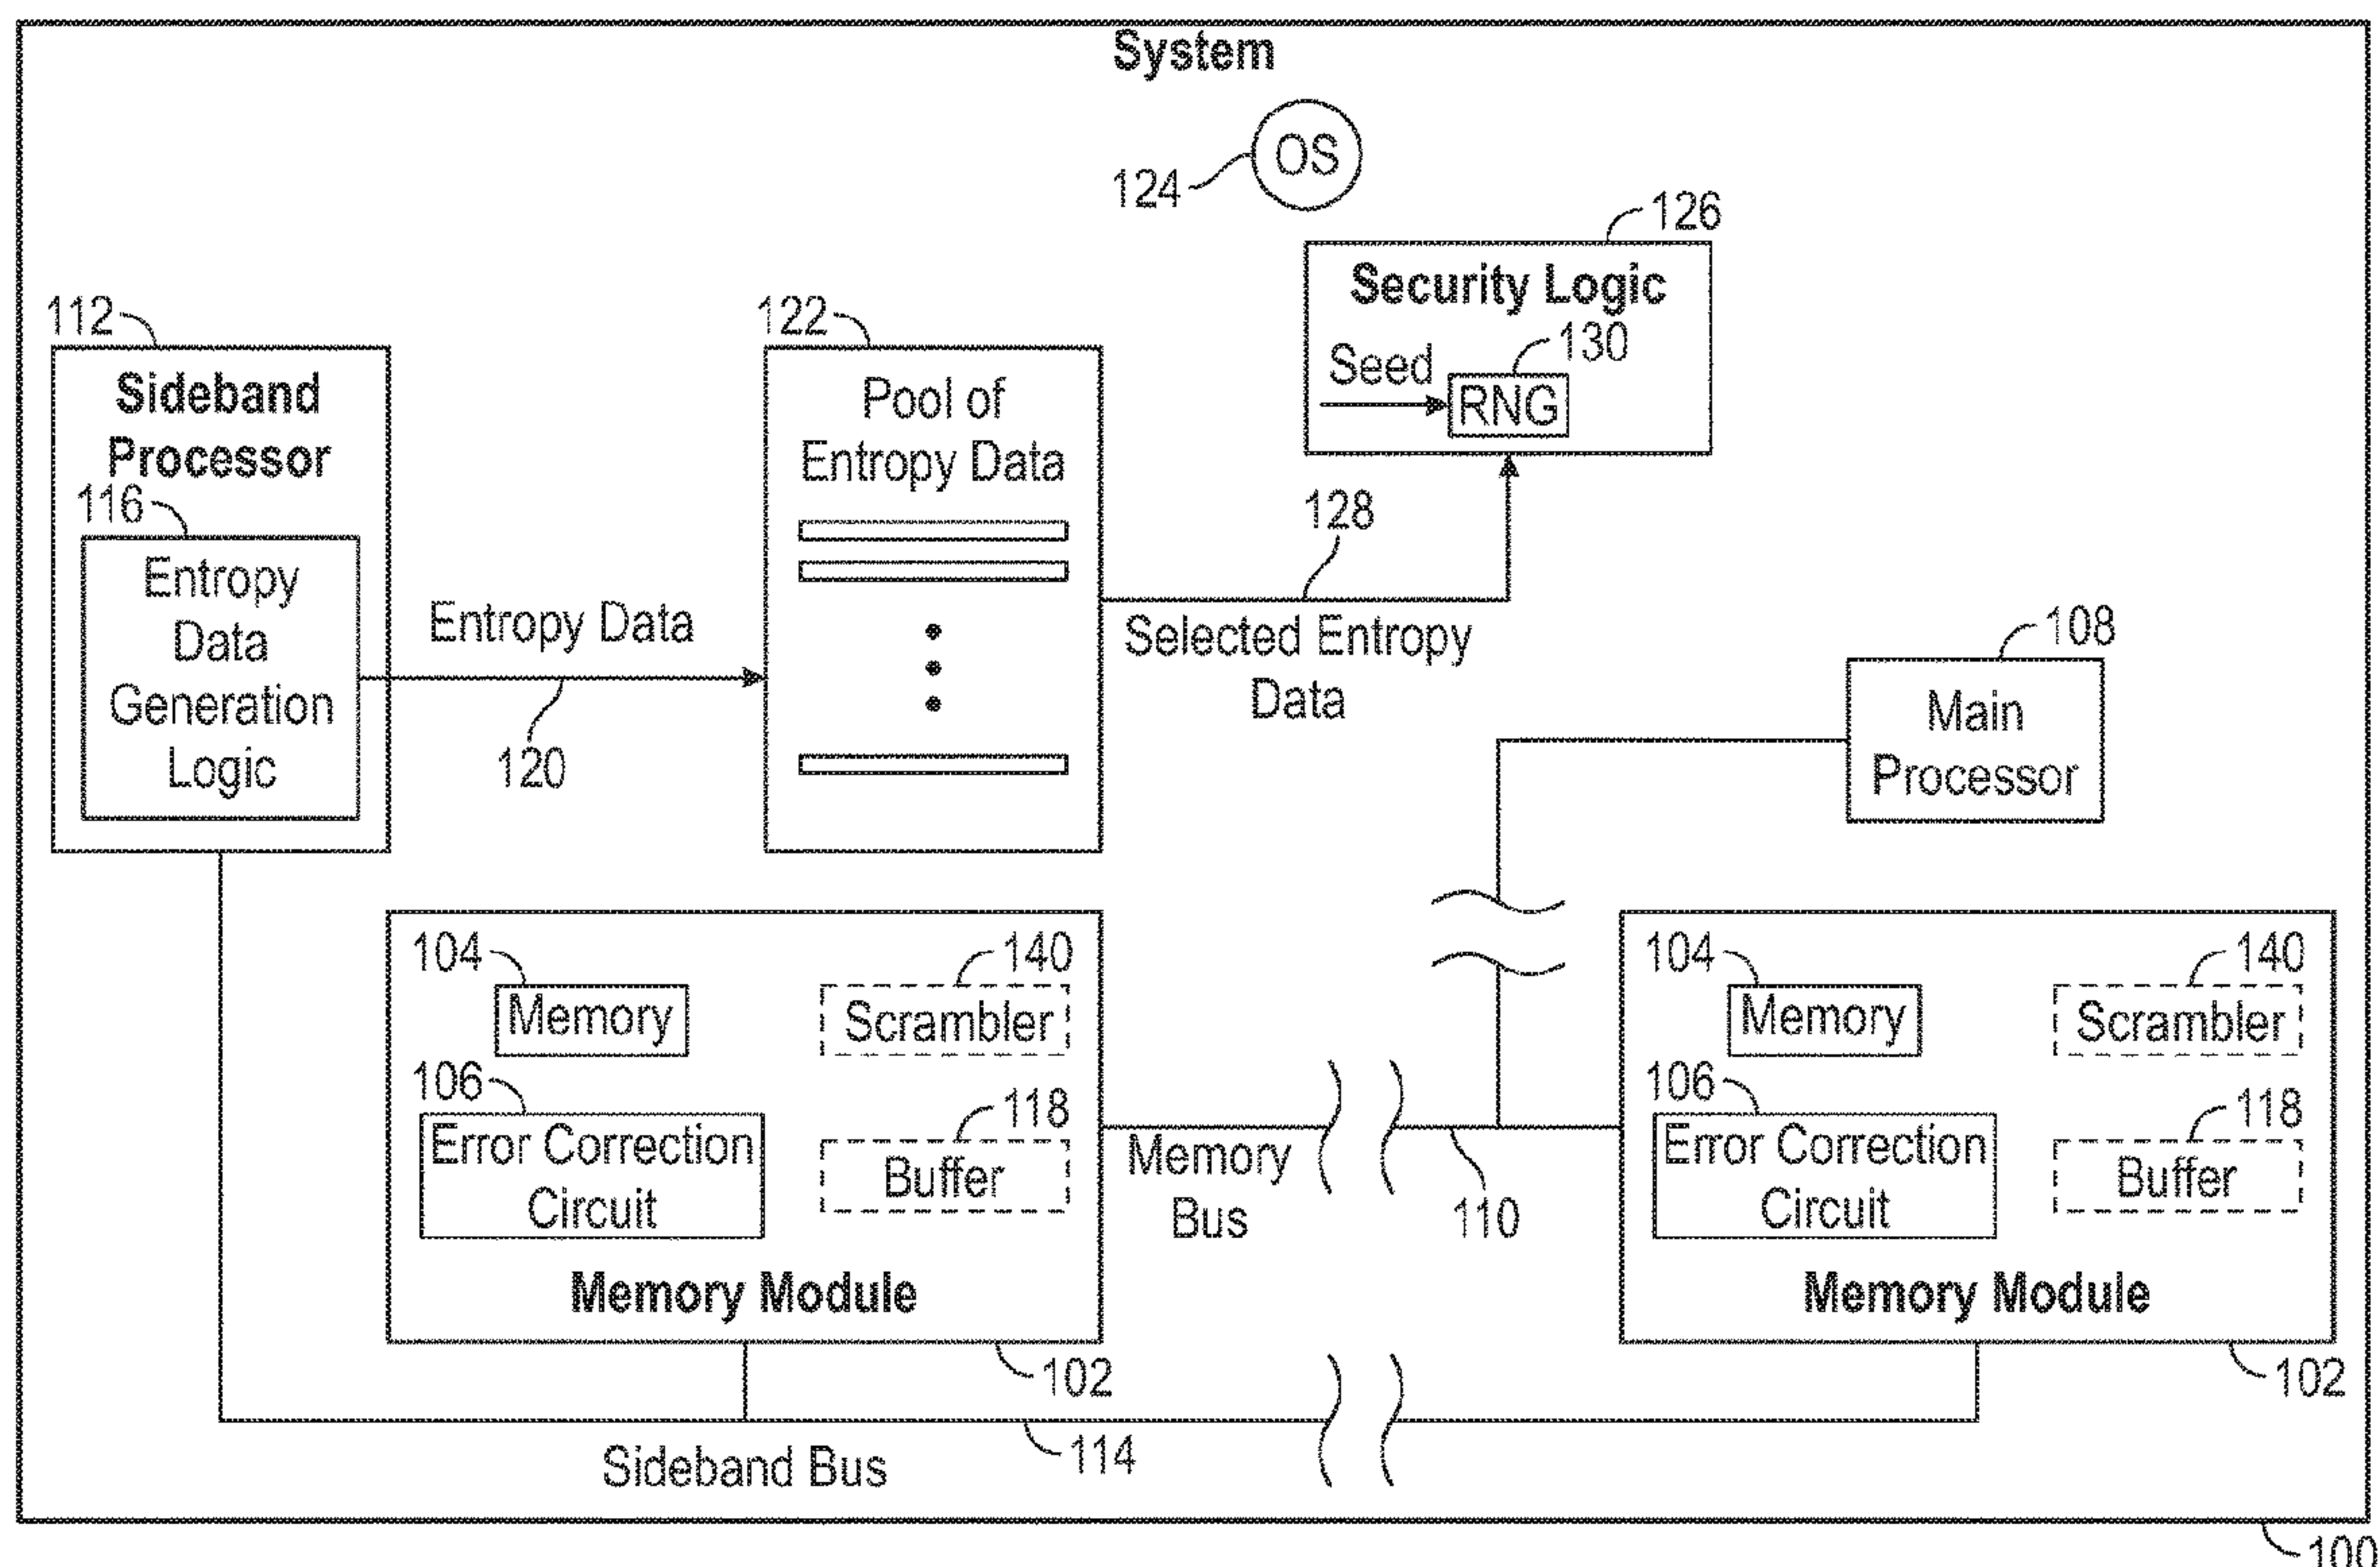 System
OS
124
126
Security Logic
130
Seed
RNG
112
Sideband
Processor
116
Entropy
Data
Generation
Logic
Entropy Data
120
122
Pool of
Entropy Data
128
Selected Entropy
Data
108
Main
Processor
104
Memory
140
Scrambler
106
Error Correction
Circuit
118
Buffer
Memory Module
102
Memory
Bus
110
104
Memory
140
Scrambler
106
Error Correction
Circuit
118
Buffer
Memory Module
102
Sideband Bus
114
100